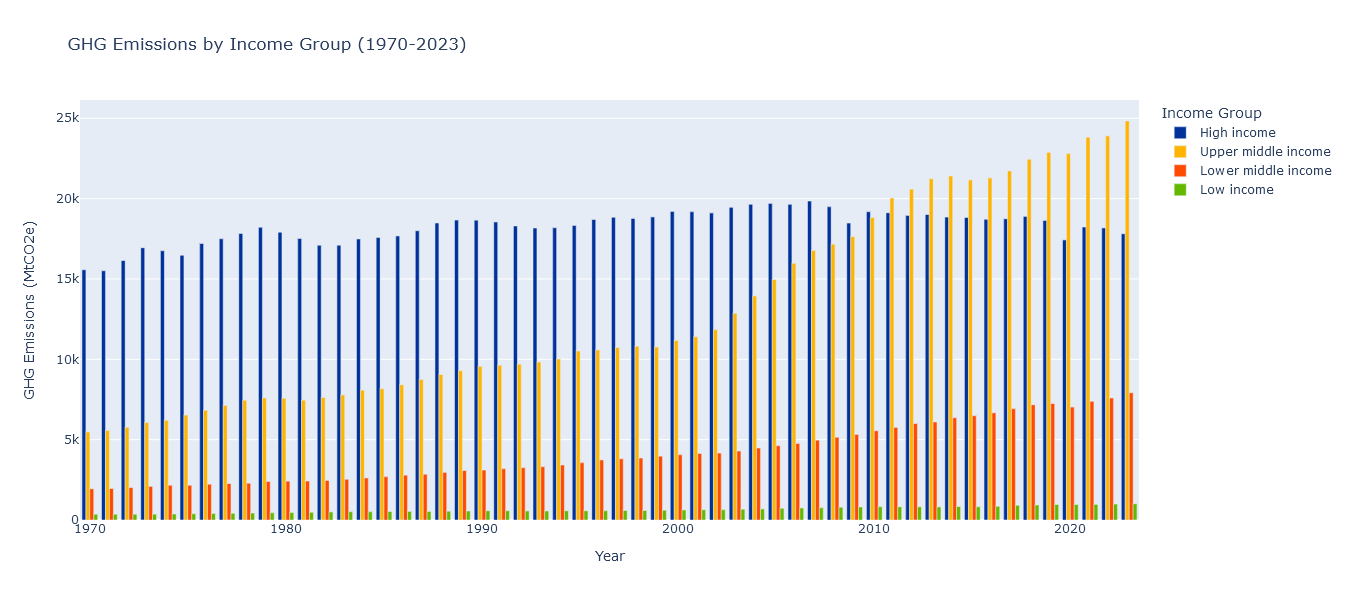 GHG Emissions by Income Group (1970-2023)
Income Group
High income
Upper middle income
Lower middle income
Low income
GHG Emissions (MtCO2e)
25k
20k
15k
10k
5k
0
1970
1980
1990
2000
2010
2020
Year